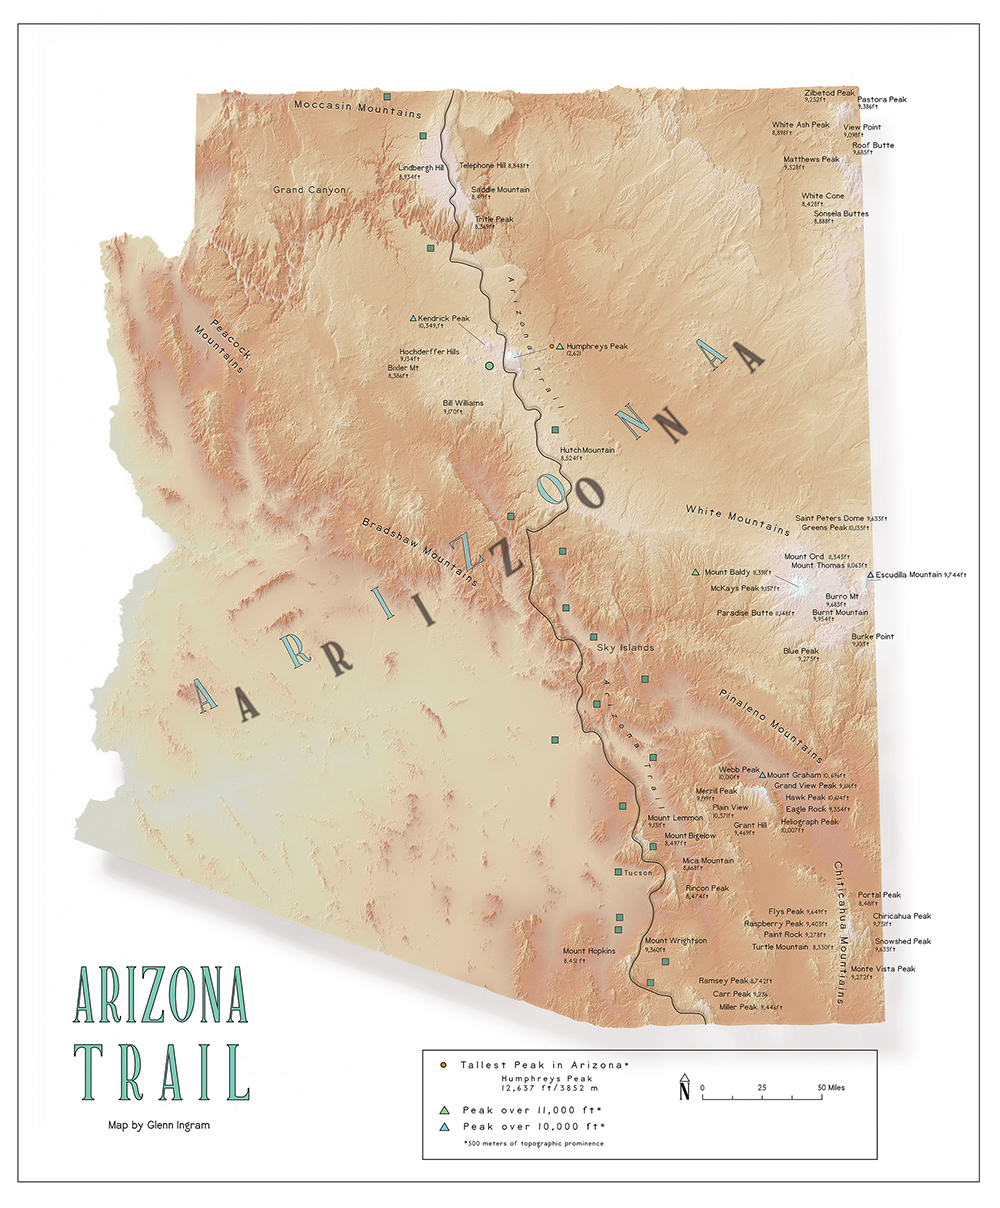 Moccasin Mountains
Zilbetod Peak
9,252ft
Pastora Peak
9,386ft
White Ash Peak
8,898ft
View Point
9,098ft
Roof Butte
9,685ft
Matthews Peak
9,528ft
White Cone
8,428ft
Sonsela Buttes
8,888ft
Lindbergh Hill
8,934ft
Telephone Hill 8,848ft
Grand Canyon
Saddle Mountain
8,419ft
Tritle Peak
8,369ft
Arizona Trail
Kendrick Peak
10,349,ft
Peacock
Mountains
Humphreys Peak
12,621
Hochderffer Hills
9,134ft
Bixler Mt
8,386ft
Bill Williams
9,170ft
HutchMountain
8,524ft
ARIZONA
ARIZONA
White Mountains
Saint Peters Dome 9,633ft
Greens Peak 10,135ft
Bradshaw Mountains
Mount Ord 11,345ft
Mount Thomas 11,063ft
Mount Baldy 11,391ft
Escudilla Mountain 9,744ft
McKays Peak 9,157ft
Burro Mt
9,683ft
Paradise Butte 11,148ft
Burnt Mountain
9,954ft
Burke Point
9,101ft
Blue Peak
9,275ft
Sky Islands
Arizona Trail
Pinaleno Mountains
Webb Peak
10,010ft
Mount Graham 10,696ft
Grand View Peak 9,616ft
Merrill Peak
9,199ft
Hawk Peak 10,614ft
Plain View
10,371ft
Eagle Rock 9,354ft
Mount Lemmon
9,131ft
Grant Hill
9,469ft
Heliograph Peak
10,007ft
Mount Bigelow
8,497ft
Mica Mountain
8,668ft
Tucson
Rincon Peak
8,474ft
Chiticahua Mountiains
Portal Peak
8,481ft
Flys Peak 9,649ft
Chiricahua Peak
9,751ft
Raspberry Peak 9,403ft
Paint Rock 9,278ft
Mount Wrightson
9,360ft
Turtle Mountain 8,530ft
Snowshed Peak
9,633ft
Mount Hopkins
8,451 ft
Monte Vista Peak
9,272ft
Ramsey Peak 8,742ft
Carr Peak 9,236
Miller Peak 9,446ft
ARIZONA
TRAIL
Map by Glenn Ingram
Tallest Peak in Arizona*
Humphreys Peak
12,637 ft/3852 m
Peak over 11,000 ft*
Peak over 10,000 ft*
*500 meters of topographic prominence
N
0 25 50 Miles